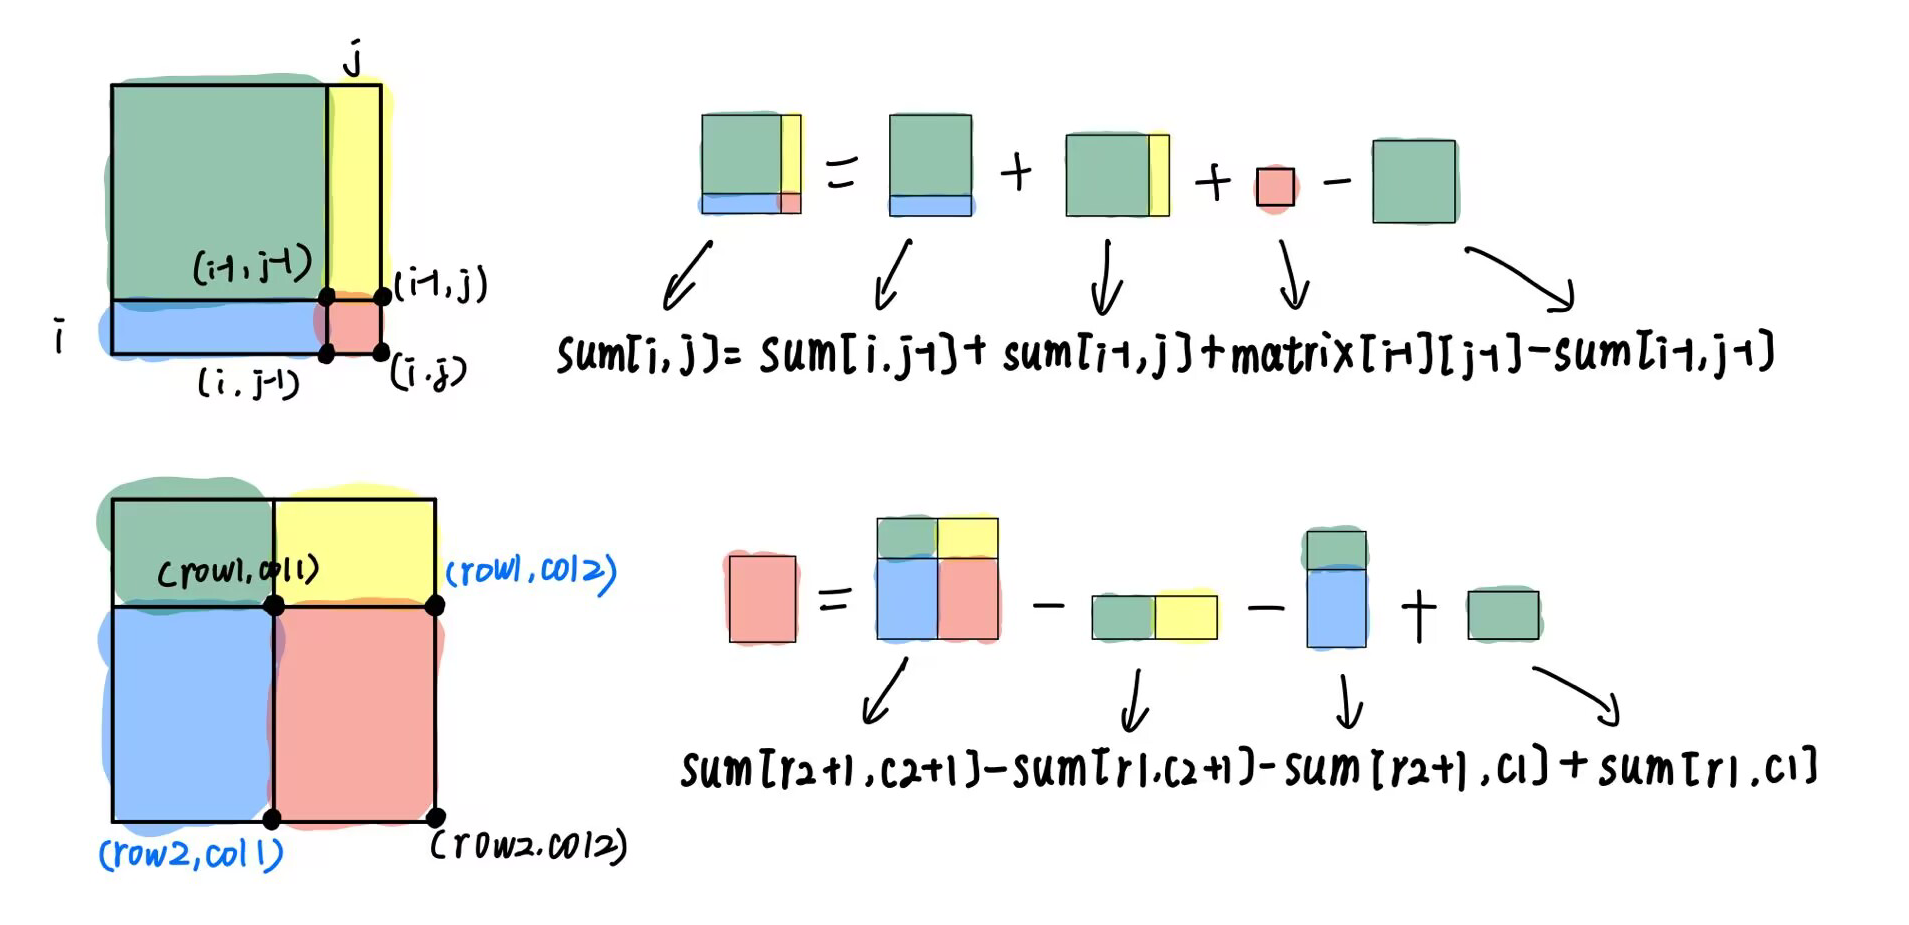 j
(i-1, j-1)
(i-1, j)
i
(i, j-1)
(i.j)
= + + -
sum[i, j]= sum[i.j-1]+ sum[i-1, j]+matrix[i-1][j-1]-sum[i-1, j-1]
(row1, col1)
(row1, col2)
(row2, col1)
(row2.col2)
= - - +
sum[r2+1, c2+1]-sum[r1.c2+1]-sum[r2+1, c1]+sum[r1.c1]